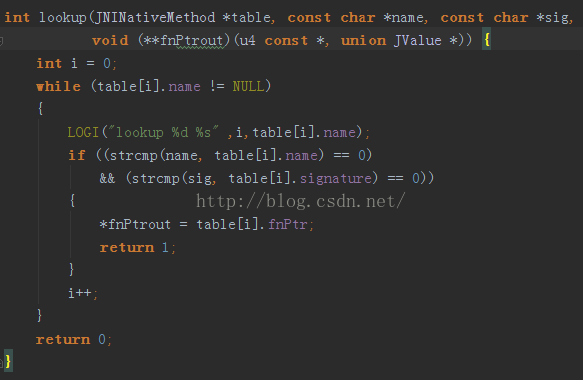 int lookup(JNINativeMethod *table, const char *name, const char *sig,
void (**fnPtrout)(u4 const *, union JValue *)) {
int i = 0;
while (table[i].name != NULL)
{
LOGI("lookup %d %s" ,i,table[i].name);
if ((strcmp(name, table[i].name) == 0)
&& (strcmp(sig, table[i].signature) == 0))
{
http://blog.csdn.net/
*fnPtrout = table[i].fnPtr;
return 1;
}
i++;
}
return 0;
}